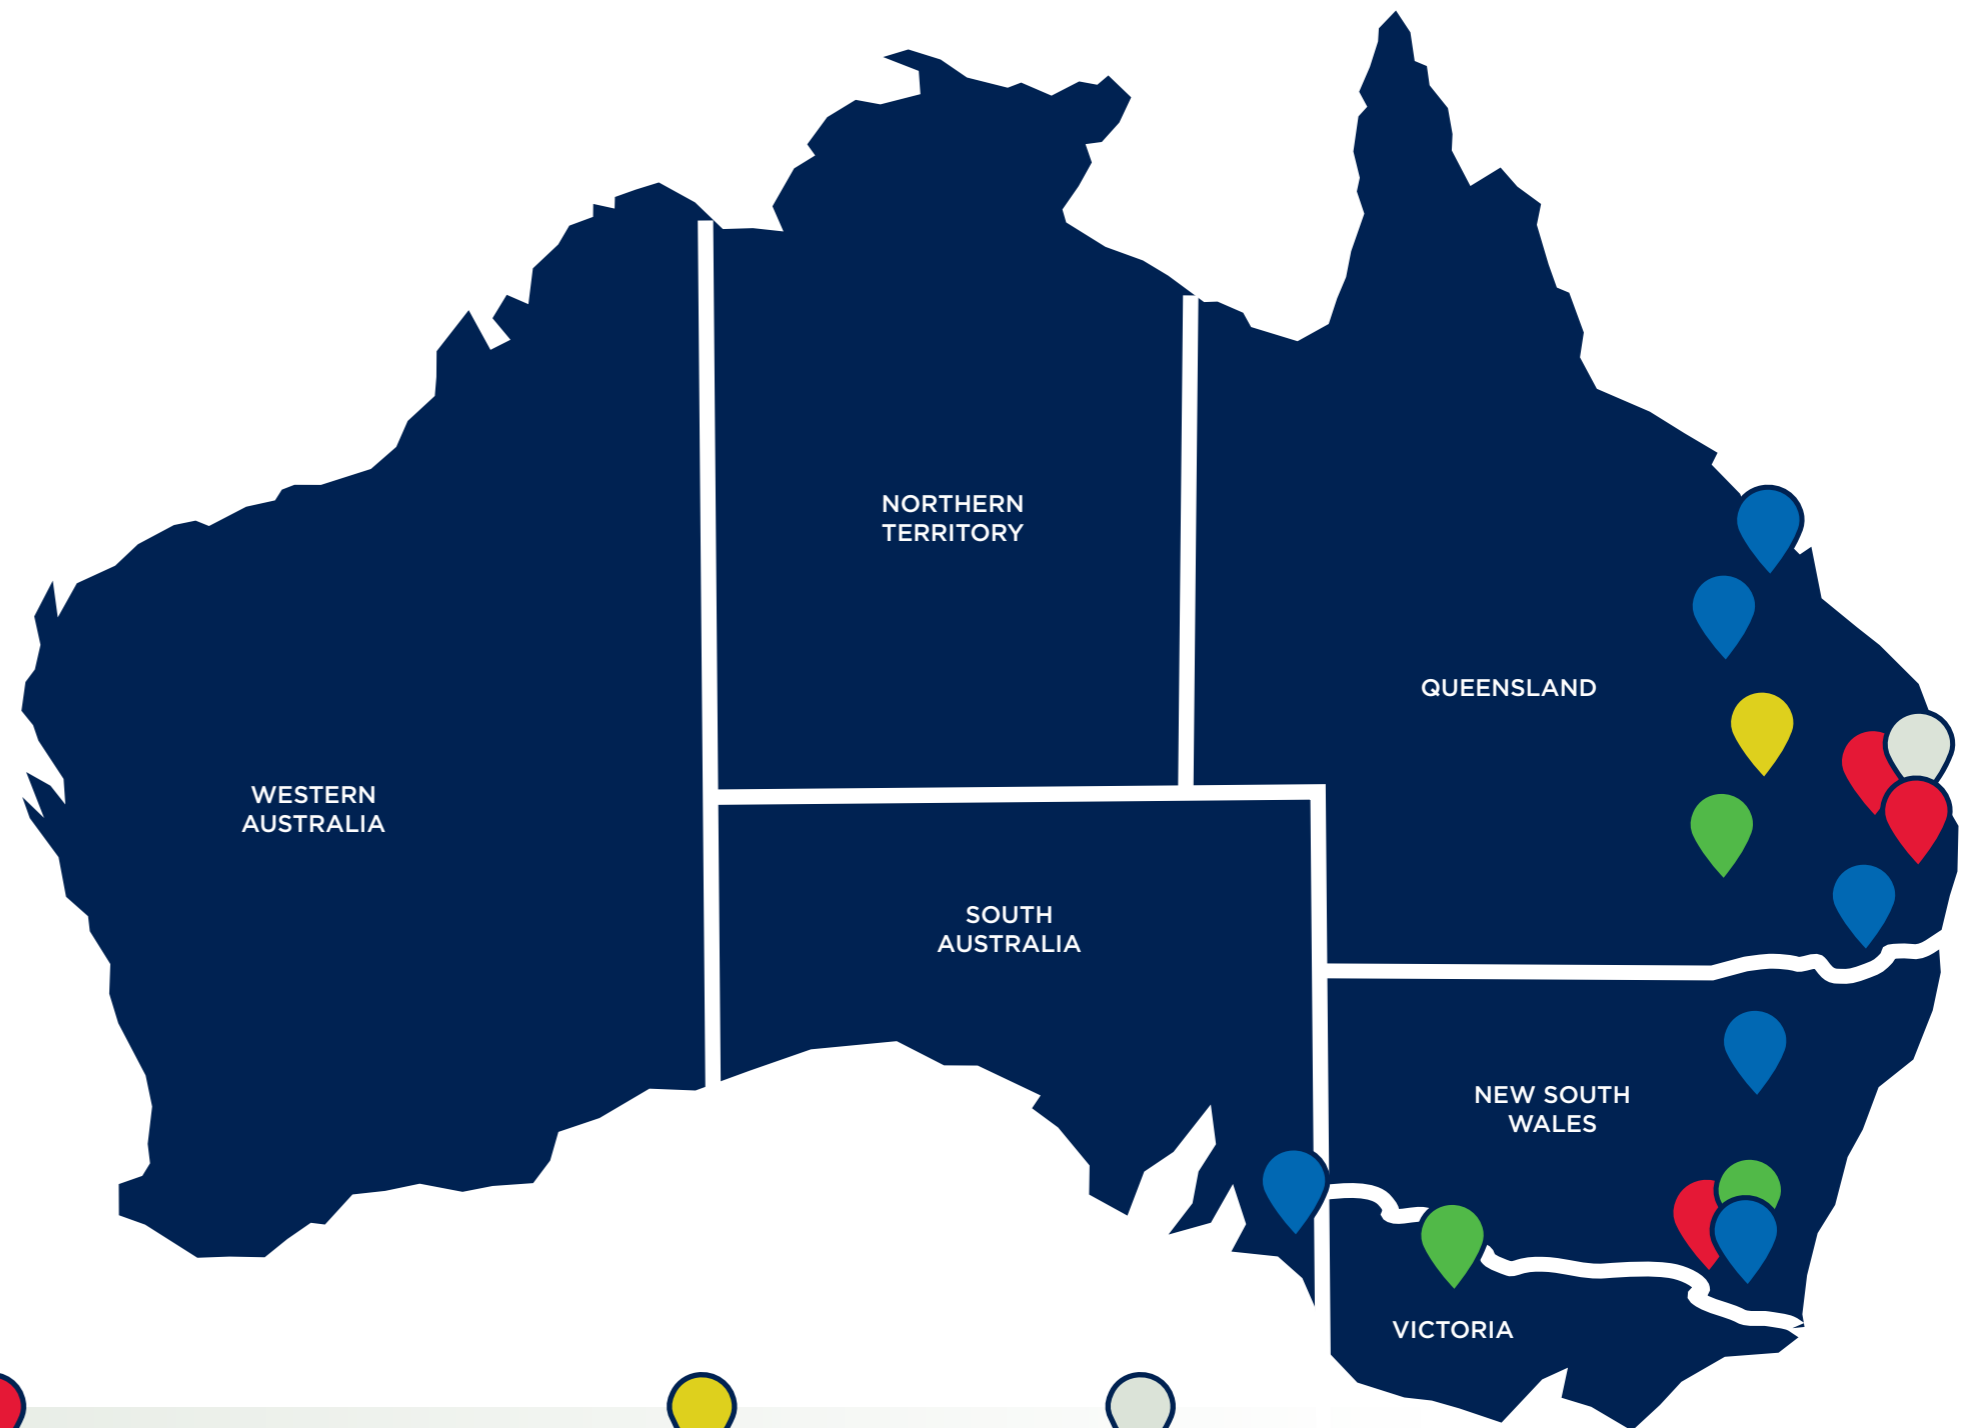 NORTHERN
TERRITORY
QUEENSLAND
WESTERN
AUSTRALIA
SOUTH
AUSTRALIA
NEW SOUTH
WALES
VICTORIA